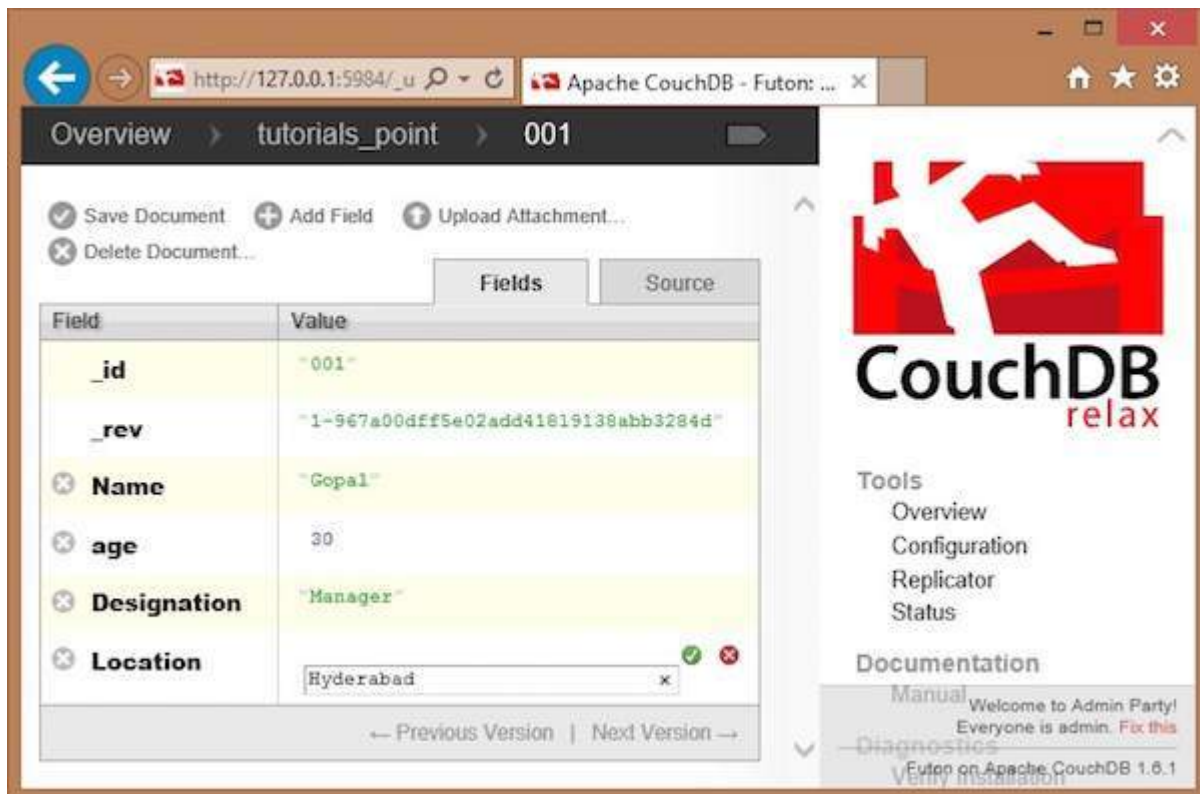 http://127.0.0.1:5984/_u
Apache CouchDB - Futon: ...
Overview
tutorials_point
001
Save Document
Add Field
Upload Attachment...
Delete Document...
Fields
Source
Field
Value
_id
"001"
_rev
"1-967a00dff5e02add41819138abb3284d"
Name
"Gopal"
age
30
Designation
"Manager"
Location
Hyderabad
← Previous Version | Next Version →
CouchDB
relax
Tools
Overview
Configuration
Replicator
Status
Documentation
Manual
Welcome to Admin Party!
Everyone is admin. Fix this
Diagnostics
Verify Installation
Futon on Apache CouchDB 1.6.1